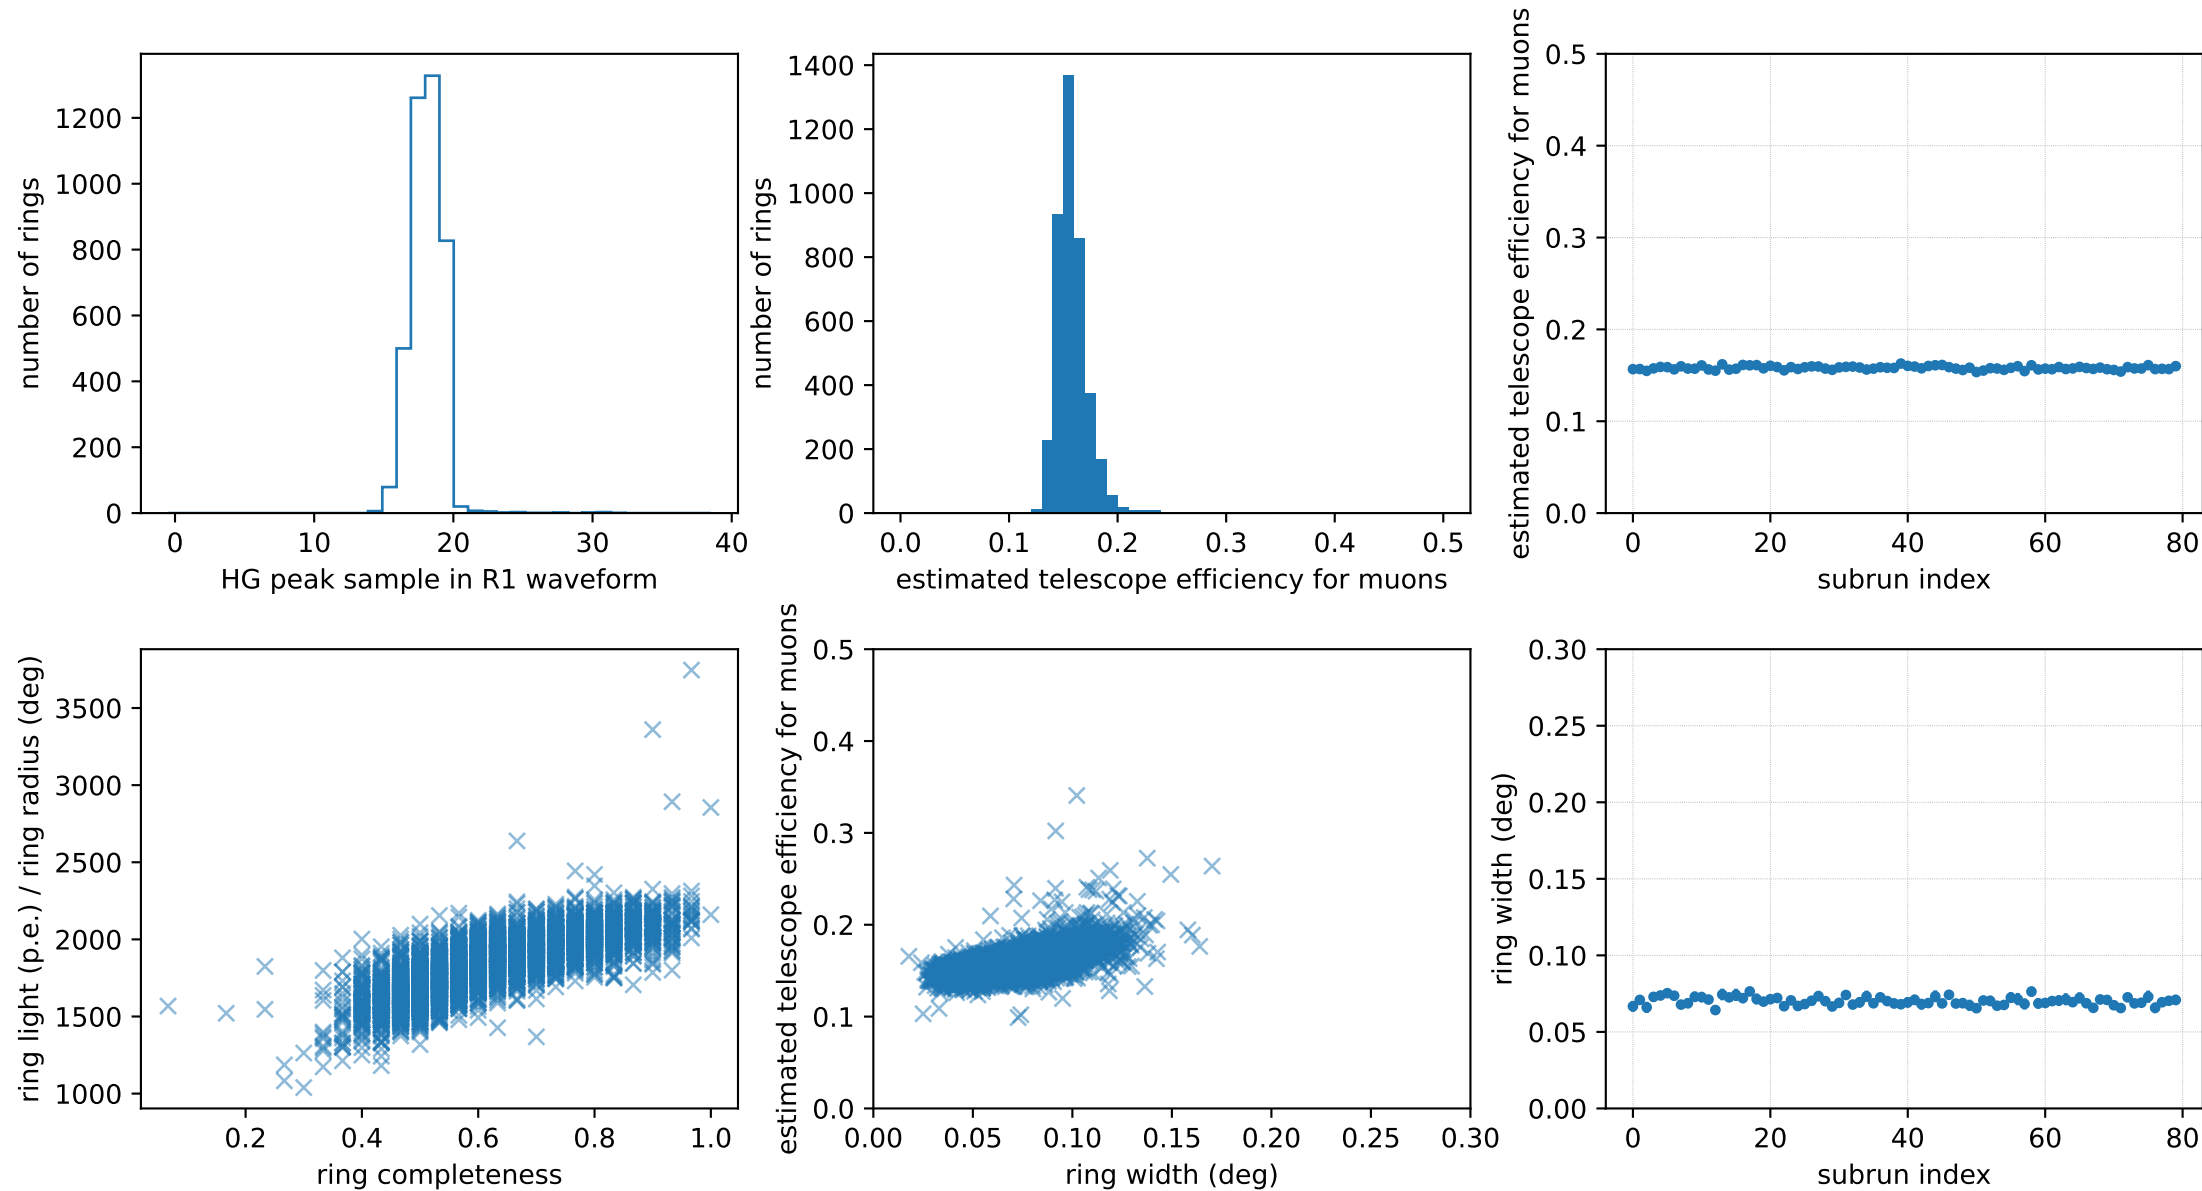 number of rings
1200
1000
800
600
400
200
0
0 10 20 30 40
HG peak sample in R1 waveform
number of rings
1400
1200
1000
800
600
400
200
0
0.0 0.1 0.2 0.3 0.4 0.5
estimated telescope efficiency for muons
estimated telescope efficiency for muons
0.5
0.4
0.3
0.2
0.1
0.0
0 20 40 60 80
subrun index
ring light (p.e.) / ring radius (deg)
3500
3000
2500
2000
1500
1000
0.2 0.4 0.6 0.8 1.0
ring completeness
estimated telescope efficiency for muons
0.5
0.4
0.3
0.2
0.1
0.0
0.00 0.05 0.10 0.15 0.20 0.25 0.30
ring width (deg)
ring width (deg)
0.30
0.25
0.20
0.15
0.10
0.05
0.00
0 20 40 60 80
subrun index